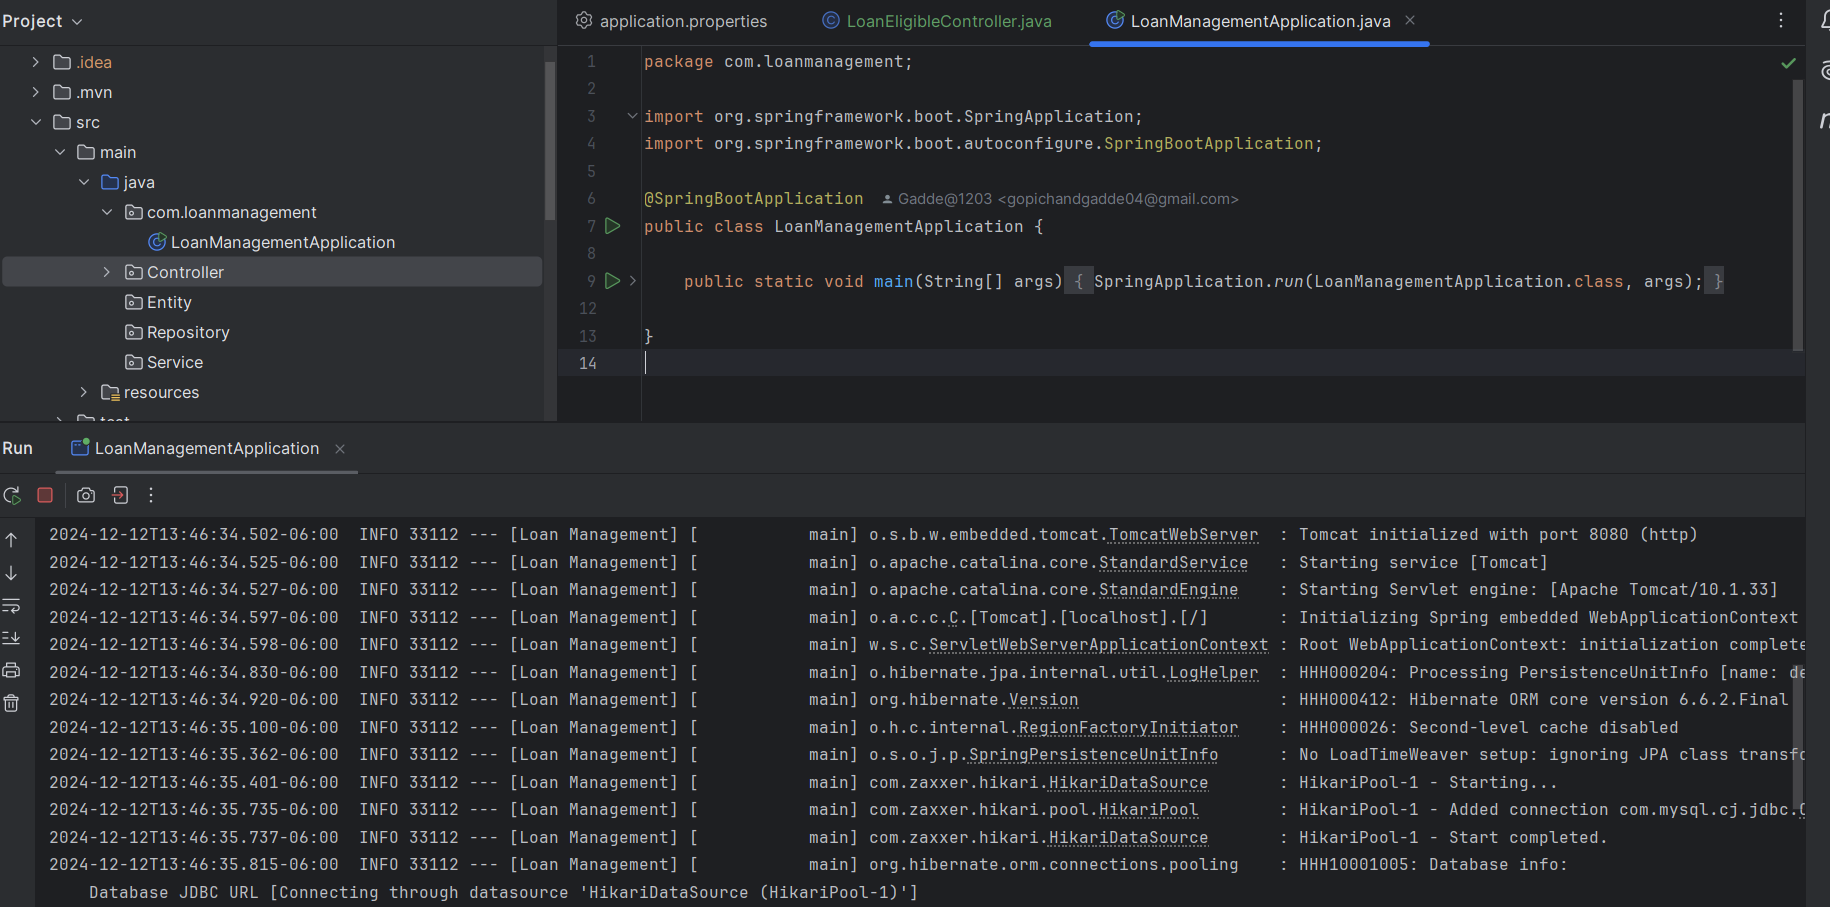 Project
application.properties
LoanEligibleController.java
LoanManagementApplication.java
.idea
.mvn
src
main
java
com.loanmanagement
LoanManagementApplication
Controller
Entity
Repository
Service
resources
1 package com.loanmanagement;
2
3 import org.springframework.boot.SpringApplication;
4 import org.springframework.boot.autoconfigure.SpringBootApplication;
5
6 @SpringBootApplication Gadde@1203 <gopichandgadde04@gmail.com>
7 public class LoanManagementApplication {
8
9 public static void main(String[] args) { SpringApplication.run(LoanManagementApplication.class, args); }
12
13 }
14
Run LoanManagementApplication
2024-12-12T13:46:34.502-06:00 INFO 33112 --- [Loan Management] [ main] o.s.b.w.embedded.tomcat.TomcatWebServer : Tomcat initialized with port 8080 (http)
2024-12-12T13:46:34.525-06:00 INFO 33112 --- [Loan Management] [ main] o.apache.catalina.core.StandardService : Starting service [Tomcat]
2024-12-12T13:46:34.527-06:00 INFO 33112 --- [Loan Management] [ main] o.apache.catalina.core.StandardEngine : Starting Servlet engine: [Apache Tomcat/10.1.33]
2024-12-12T13:46:34.597-06:00 INFO 33112 --- [Loan Management] [ main] o.a.c.c.C.[Tomcat].[localhost].[/] : Initializing Spring embedded WebApplicationContext
2024-12-12T13:46:34.598-06:00 INFO 33112 --- [Loan Management] [ main] w.s.c.ServletWebServerApplicationContext : Root WebApplicationContext: initialization complete
2024-12-12T13:46:34.830-06:00 INFO 33112 --- [Loan Management] [ main] o.hibernate.jpa.internal.util.LogHelper : HHH000204: Processing PersistenceUnitInfo [name: de
2024-12-12T13:46:34.920-06:00 INFO 33112 --- [Loan Management] [ main] org.hibernate.Version : HHH000412: Hibernate ORM core version 6.6.2.Final
2024-12-12T13:46:35.100-06:00 INFO 33112 --- [Loan Management] [ main] o.h.c.internal.RegionFactoryInitiator : HHH000026: Second-level cache disabled
2024-12-12T13:46:35.362-06:00 INFO 33112 --- [Loan Management] [ main] o.s.o.j.p.SpringPersistenceUnitInfo : No LoadTimeWeaver setup: ignoring JPA class transfo
2024-12-12T13:46:35.401-06:00 INFO 33112 --- [Loan Management] [ main] com.zaxxer.hikari.HikariDataSource : HikariPool-1 - Starting...
2024-12-12T13:46:35.735-06:00 INFO 33112 --- [Loan Management] [ main] com.zaxxer.hikari.pool.HikariPool : HikariPool-1 - Added connection com.mysql.cj.jdbc.
2024-12-12T13:46:35.737-06:00 INFO 33112 --- [Loan Management] [ main] com.zaxxer.hikari.HikariDataSource : HikariPool-1 - Start completed.
2024-12-12T13:46:35.815-06:00 INFO 33112 --- [Loan Management] [ main] org.hibernate.orm.connections.pooling : HHH10001005: Database info:
Database JDBC URL [Connecting through datasource 'HikariDataSource (HikariPool-1)']